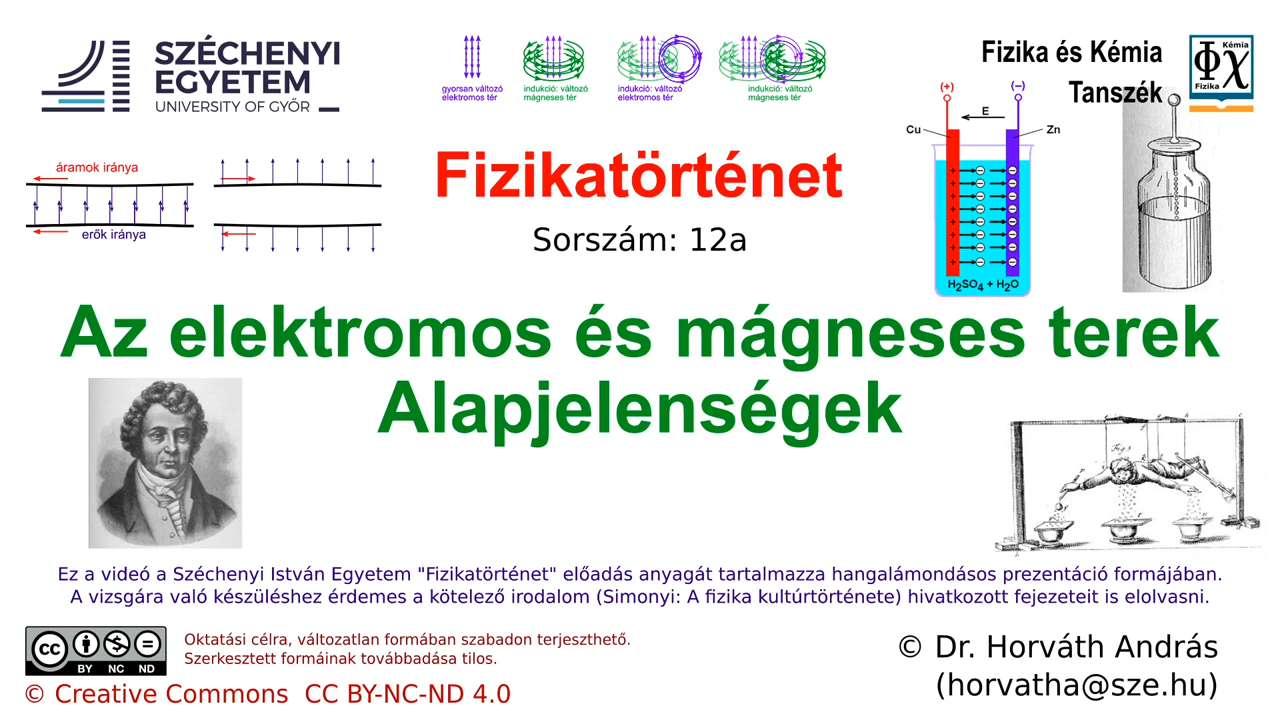 SZÉCHENYI
EGYETEM
UNIVERSITY OF GYŐR
gyorsan változó
elektromos tér
indukció: változó
mágneses tér
indukció: változó
elektromos tér
indukció: változó
mágneses tér
Fizika és Kémia
Tanszék
Kémia
Φχ
Fizika
(+)
(−)
E
Cu
Zn
H2SO4 + H2O
áramok iránya
erők iránya
Fizikatörténet
Sorszám: 12a
Az elektromos és mágneses terek
Alapjelenségek
Ez a videó a Széchenyi István Egyetem "Fizikatörténet" előadás anyagát tartalmazza hangalámondásos prezentáció formájában.
A vizsgára való készüléshez érdemes a kötelező irodalom (Simonyi: A fizika kultúrtörténete) hivatkozott fejezeteit is elolvasni.
cc
BY NC ND
Oktatási célra, változatlan formában szabadon terjeszthető.
Szerkesztett formáinak továbbadása tilos.
© Creative Commons CC BY-NC-ND 4.0
© Dr. Horváth András
(horvatha@sze.hu)